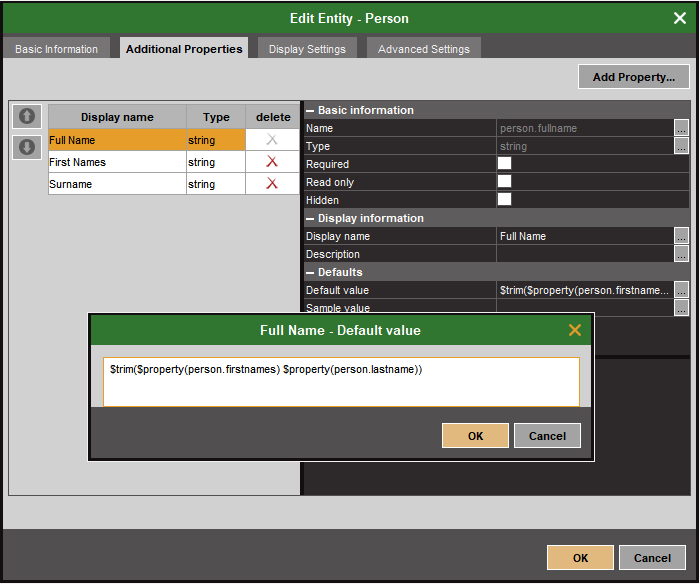 Edit Entity - Person
Basic Information Additional Properties Display Settings Advanced Settings
Add Property...
Display name Type delete
Full Name string
First Names string
Surname string
Basic information
Name person.fullname ...
Type string ...
Required
Read only
Hidden
Display information
Display name Full Name ...
Description ...
Defaults
Default value $trim($property(person.firstname... ...
Sample value ...
Full Name - Default value
$trim($property(person.firstnames) $property(person.lastname))
OK Cancel
OK Cancel